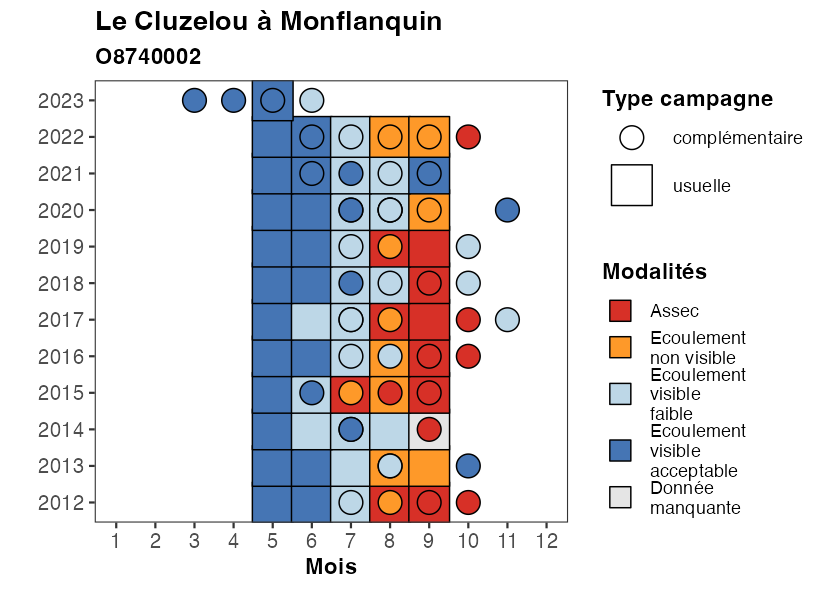 Le Cluzelou à Monflanquin
O8740002
2023
2022
2021
2020
2019
2018
2017
2016
2015
2014
2013
2012
1 2 3 4 5 6 7 8 9 10 11 12
Mois
Type campagne
complémentaire
usuelle
Modalités
Assec
Ecoulement
non visible
Ecoulement
visible
faible
Ecoulement
visible
acceptable
Donnée
manquante